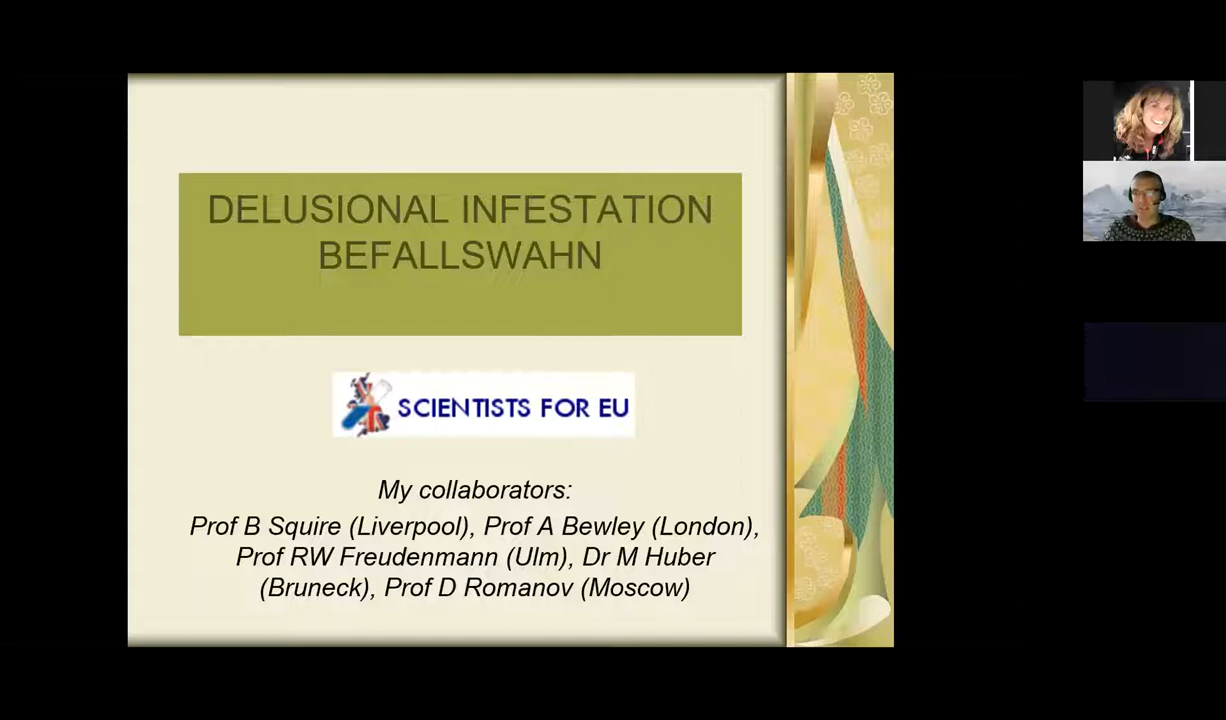 DELUSIONAL INFESTATION
BEFALLSWAHN
SCIENTISTS FOR EU
My collaborators:
Prof B Squire (Liverpool), Prof A Bewley (London),
Prof RW Freudenmann (Ulm), Dr M Huber
(Bruneck), Prof D Romanov (Moscow)